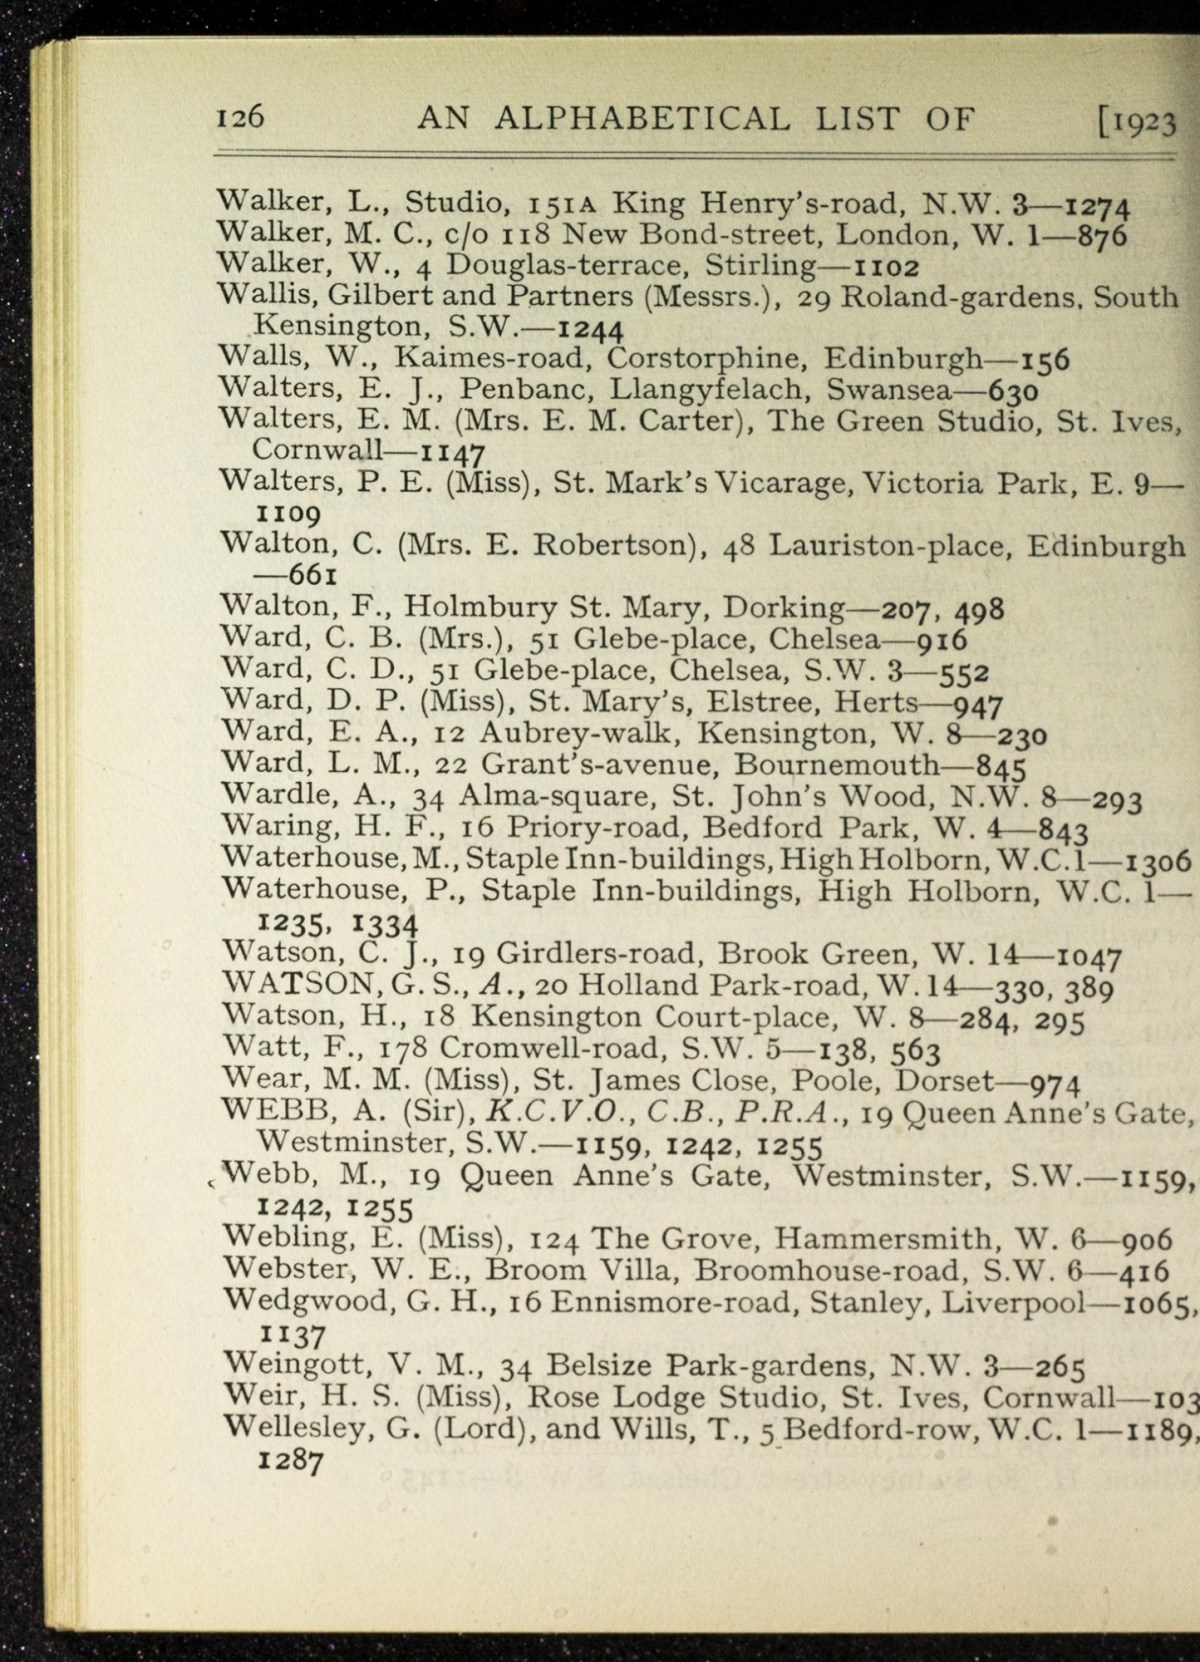 126 AN ALPHABETICAL LIST OF [1923
Walker, L., Studio, 151A King Henry's-road, N.W. 3—1274
Walker, M. C., c/o 118 New Bond-street, London, W. 1—876
Walker, W., 4 Douglas-terrace, Stirling—1102
Wallis, Gilbert and Partners (Messrs.), 29 Roland-gardens, South
Kensington, S.W.—1244
Walls, W., Kaimes-road, Corstorphine, Edinburgh—156
Walters, E. J., Penbanc, Llangyfelach, Swansea—630
Walters, E. M. (Mrs. E. M. Carter), The Green Studio, St. Ives,
Cornwall—1147
Walters, P. E. (Miss), St. Mark's Vicarage, Victoria Park, E. 9—
1109
Walton, C. (Mrs. E. Robertson), 48 Lauriston-place, Edinburgh
—661
Walton, F., Holmbury St. Mary, Dorking—207, 498
Ward, C. B. (Mrs.), 51 Glebe-place, Chelsea—916
Ward, C. D., 51 Glebe-place, Chelsea, S.W. 3—552
Ward, D. P. (Miss), St. Mary's, Elstree, Herts—947
Ward, E. A., 12 Aubrey-walk, Kensington, W. 8—230
Ward, L. M., 22 Grant's-avenue, Bournemouth—845
Wardle, A., 34 Alma-square, St. John's Wood, N.W. 8—293
Waring, H. F., 16 Priory-road, Bedford Park, W. 4—843
Waterhouse, M., Staple Inn-buildings, High Holborn, W.C. 1—1306
Waterhouse, P., Staple Inn-buildings, High Holborn, W.C. 1—
1235, 1334
Watson, C. J., 19 Girdlers-road, Brook Green, W. 14—1047
WATSON, G. S., A., 20 Holland Park-road, W. 14—330, 389
Watson, H., 18 Kensington Court-place, W. 8—284, 295
Watt, F., 178 Cromwell-road, S.W. 5—138, 563
Wear, M. M. (Miss), St. James Close, Poole, Dorset—974
WEBB, A. (Sir), K.C.V.O., C.B., P.R.A., 19 Queen Anne's Gate,
Westminster, S.W.—1159, 1242, 1255
Webb, M., 19 Queen Anne's Gate, Westminster, S.W.—1159,
1242, 1255
Webling, E. (Miss), 124 The Grove, Hammersmith, W. 6—906
Webster, W. E., Broom Villa, Broomhouse-road, S.W. 6—416
Wedgwood, G. H., 16 Ennismore-road, Stanley, Liverpool—1065,
1137
Weingott, V. M., 34 Belsize Park-gardens, N.W. 3—265
Weir, H. S. (Miss), Rose Lodge Studio, St. Ives, Cornwall—103
Wellesley, G. (Lord), and Wills, T., 5 Bedford-row, W.C. 1—1189,
1287